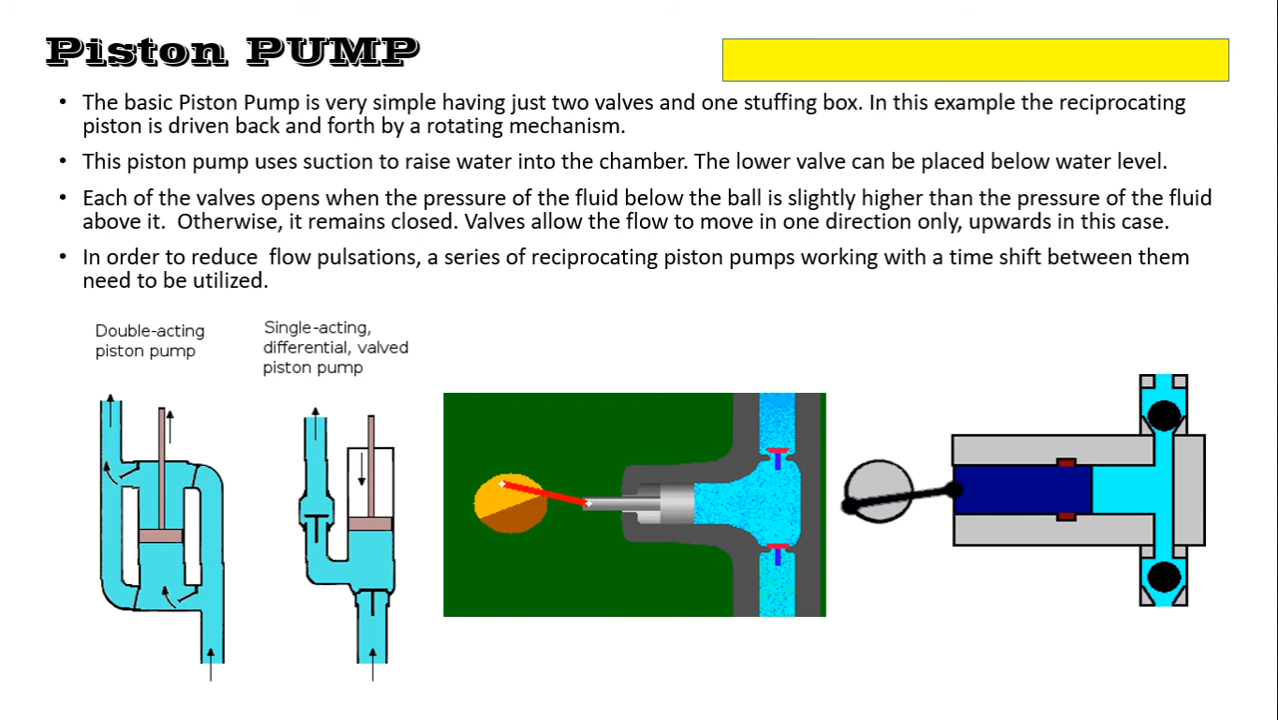 Piston PUMP
• The basic Piston Pump is very simple having just two valves and one stuffing box. In this example the reciprocating
piston is driven back and forth by a rotating mechanism.
• This piston pump uses suction to raise water into the chamber. The lower valve can be placed below water level.
• Each of the valves opens when the pressure of the fluid below the ball is slightly higher than the pressure of the fluid
above it.  Otherwise, it remains closed. Valves allow the flow to move in one direction only, upwards in this case.
• In order to reduce  flow pulsations, a series of reciprocating piston pumps working with a time shift between them
need to be utilized.
Double-acting
piston pump
Single-acting,
differential, valved
piston pump